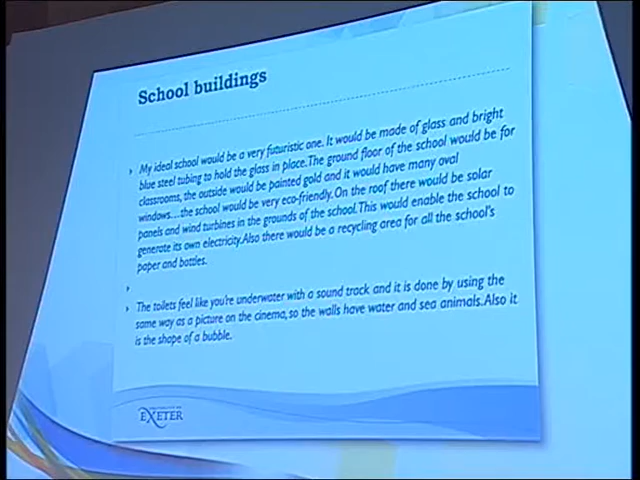 School buildings
My ideal school would be a very futuristic one. It would be made of glass and bright
blue steel tubing to hold the glass in place. The ground floor of the school would be for
classrooms, the outside would be painted gold and it would have many oval
windows....the school would be very eco-friendly. On the roof there would be solar
panels and wind turbines in the grounds of the school. This would enable the school to
generate its own electricity. Also there would be a recycling area for all the school's
paper and bottles.
The toilets feel like you're underwater with a sound track and it is done by using the
same way as a picture on the cinema, so the walls have water and sea animals. Also it
is the shape of a bubble.
EXETER